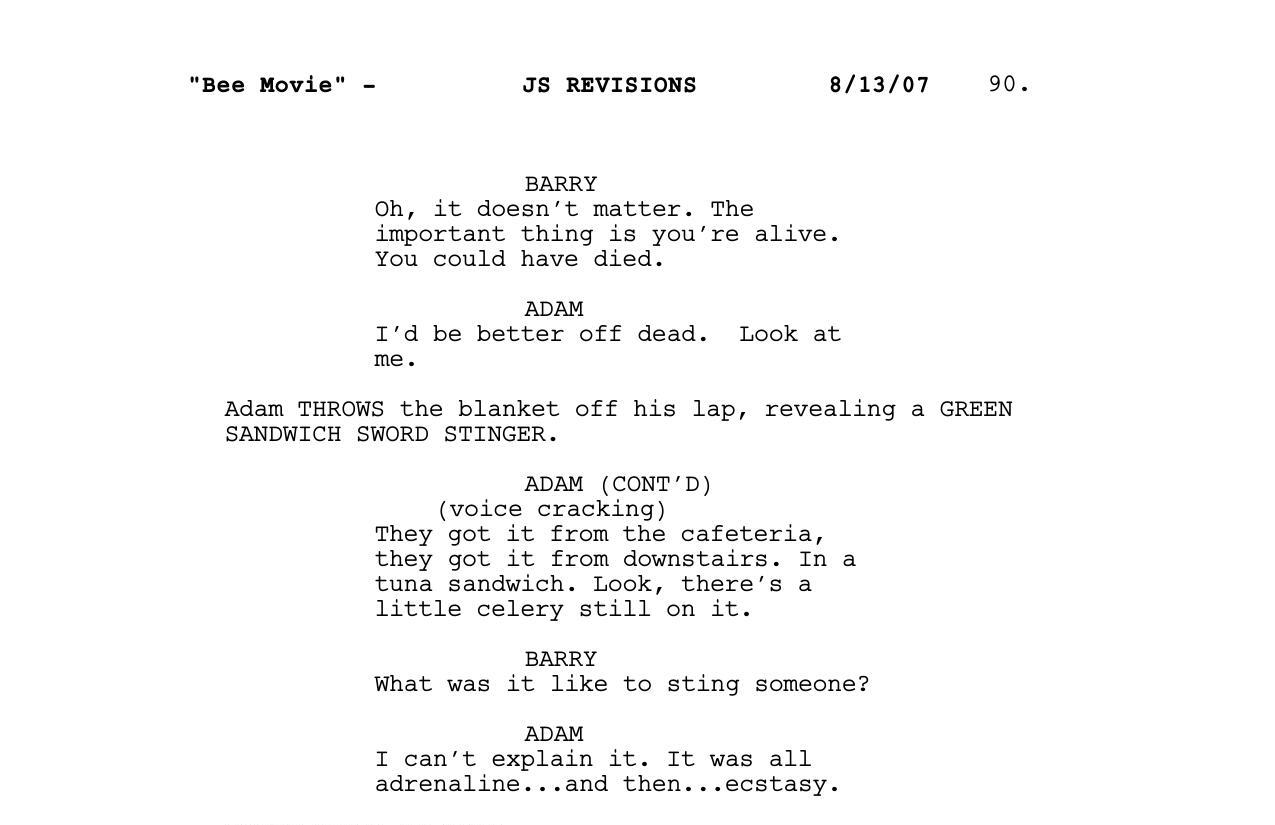 "Bee Movie" - JS REVISIONS 8/13/07 90.
BARRY
Oh, it doesn't matter. The
important thing is you're alive.
You could have died.
ADAM
I'd be better off dead.  Look at
me.
Adam THROWS the blanket off his lap, revealing a GREEN
SANDWICH SWORD STINGER.
ADAM (CONT'D)
(voice cracking)
They got it from the cafeteria,
they got it from downstairs. In a
tuna sandwich. Look, there's a
little celery still on it.
BARRY
What was it like to sting someone?
ADAM
I can't explain it. It was all
adrenaline...and then...ecstasy.